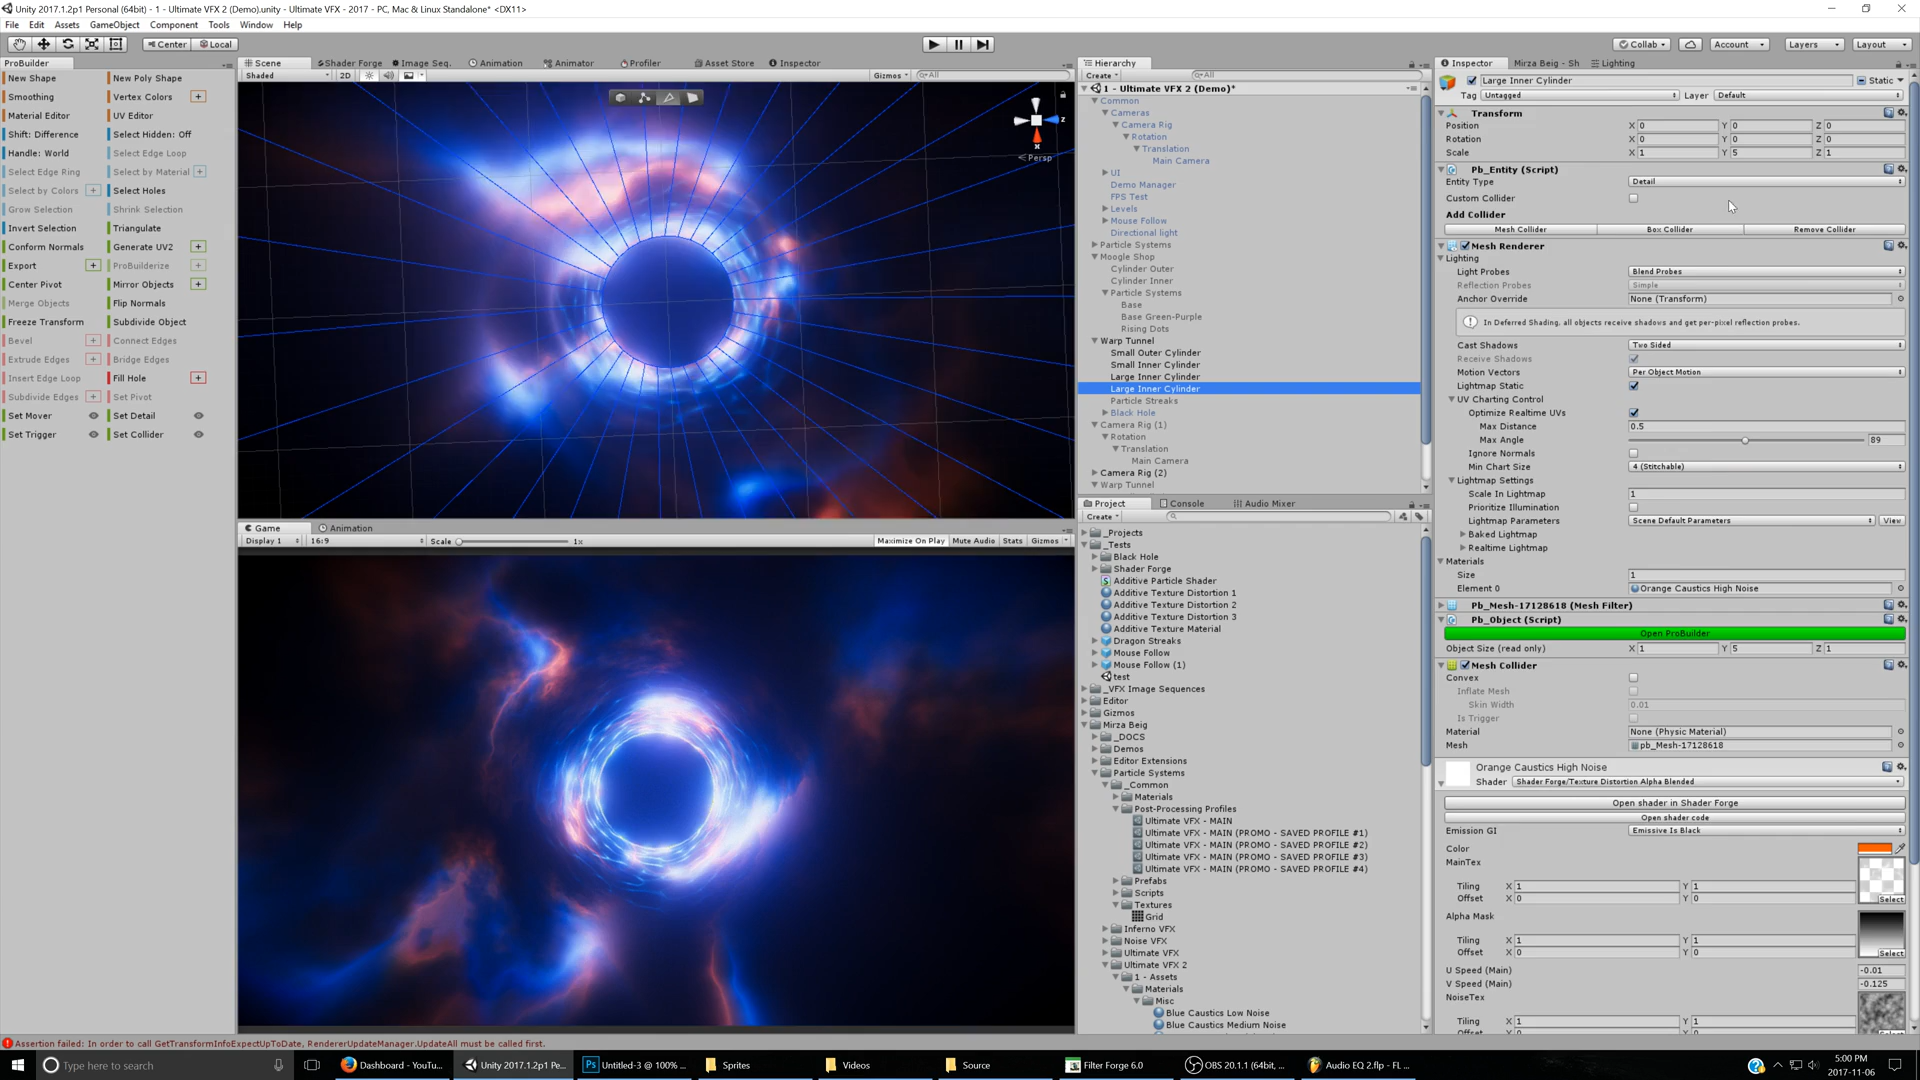 Unity 2017.1.2p1 Personal (64bit) - 1 - Ultimate VFX 2 (Demo).unity - Ultimate VFX - 2017 - PC, Mac & Linux Standalone* <DX11>
File Edit Assets GameObject Component Tools Window Help
Center Local
Collab Account Layers Layout
ProBuilder
New Shape New Poly Shape
Smoothing Vertex Colors +
Material Editor UV Editor
Shift: Difference Select Hidden: Off
Handle: World Select Edge Loop
Select Edge Ring Select by Material +
Select by Colors + Select Holes
Grow Selection Shrink Selection
Invert Selection Triangulate
Conform Normals Generate UV2 +
Export + ProBuilderize +
Center Pivot Mirror Objects +
Merge Objects Flip Normals
Freeze Transform Subdivide Object
Bevel + Connect Edges
Extrude Edges + Bridge Edges
Insert Edge Loop Fill Hole +
Subdivide Edges + Set Pivot
Set Mover Set Detail
Set Trigger Set Collider
Scene Shader Forge Image Seq. Animation Animator Profiler Asset Store Inspector
Shaded 2D Gizmos All
z
x
Persp
Game Animation
Display 1 16:9 Scale 1x Maximize On Play Mute Audio Stats Gizmos
Hierarchy
Create All
1 - Ultimate VFX 2 (Demo)*
Common
Cameras
Camera Rig
Rotation
Translation
Main Camera
UI
Demo Manager
FPS Test
Levels
Mouse Follow
Directional light
Particle Systems
Moogle Shop
Cylinder Outer
Cylinder Inner
Particle Systems
Base
Base Green-Purple
Rising Dots
Warp Tunnel
Small Outer Cylinder
Small Inner Cylinder
Large Inner Cylinder
Large Inner Cylinder
Particle Streaks
Black Hole
Camera Rig (1)
Rotation
Translation
Main Camera
Camera Rig (2)
Warp Tunnel
Project Console Audio Mixer
Create
_Projects
_Tests
Black Hole
Shader Forge
Additive Particle Shader
Additive Texture Distortion 1
Additive Texture Distortion 2
Additive Texture Distortion 3
Additive Texture Material
Dragon Streaks
Mouse Follow
Mouse Follow (1)
test
_VFX Image Sequences
Editor
Gizmos
Mirza Beig
_DOCS
Demos
Editor Extensions
Particle Systems
_Common
Materials
Post-Processing Profiles
Ultimate VFX - MAIN
Ultimate VFX - MAIN (PROMO - SAVED PROFILE #1)
Ultimate VFX - MAIN (PROMO - SAVED PROFILE #2)
Ultimate VFX - MAIN (PROMO - SAVED PROFILE #3)
Ultimate VFX - MAIN (PROMO - SAVED PROFILE #4)
Prefabs
Scripts
Textures
Grid
Inferno VFX
Noise VFX
Ultimate VFX
Ultimate VFX 2
1 - Assets
Materials
Misc
Blue Caustics Low Noise
Blue Caustics Medium Noise
Inspector Mirza Beig - Sh Lighting
Large Inner Cylinder Static
Tag Untagged Layer Default
Transform
Position X 0 Y 0 Z 0
Rotation X 0 Y 0 Z 0
Scale X 1 Y 5 Z 1
Pb_Entity (Script)
Entity Type Detail
Custom Collider
Add Collider
Mesh Collider Box Collider Remove Collider
Mesh Renderer
Lighting
Light Probes Blend Probes
Reflection Probes Simple
Anchor Override None (Transform)
In Deferred Shading, all objects receive shadows and get per-pixel reflection probes.
Cast Shadows Two Sided
Receive Shadows
Motion Vectors Per Object Motion
Lightmap Static
UV Charting Control
Optimize Realtime UVs
Max Distance 0.5
Max Angle 89
Ignore Normals
Min Chart Size 4 (Stitchable)
Lightmap Settings
Scale In Lightmap 1
Prioritize Illumination
Lightmap Parameters Scene Default Parameters View
Baked Lightmap
Realtime Lightmap
Materials
Size 1
Element 0 Orange Caustics High Noise
Pb_Mesh-17128618 (Mesh Filter)
Pb_Object (Script)
Open ProBuilder
Object Size (read only) X 1 Y 5 Z 1
Mesh Collider
Convex
Inflate Mesh
Skin Width 0.01
Is Trigger
Material None (Physic Material)
Mesh pb_Mesh-17128618
Orange Caustics High Noise
Shader Shader Forge/Texture Distortion Alpha Blended
Open shader in Shader Forge
Open shader code
Emission GI Emissive Is Black
Color
MainTex
Tiling X 1 Y 1
Offset X 0 Y 0
Select
Alpha Mask
Tiling X 1 Y 1
Offset X 0 Y 0
Select
U Speed (Main) -0.01
V Speed (Main) -0.125
NoiseTex
Tiling X 1 Y 1
Assertion failed: In order to call GetTransformInfoExpectUpToDate, RendererUpdateManager.UpdateAll must be called first.
Type here to search
Dashboard - YouTu... Unity 2017.1.2p1 Pe... Untitled-3 @ 100% ... Sprites Videos Source Filter Forge 6.0 OBS 20.1.1 (64bit, ... Audio EQ 2.flp - FL ...
5:00 PM
2017-11-06